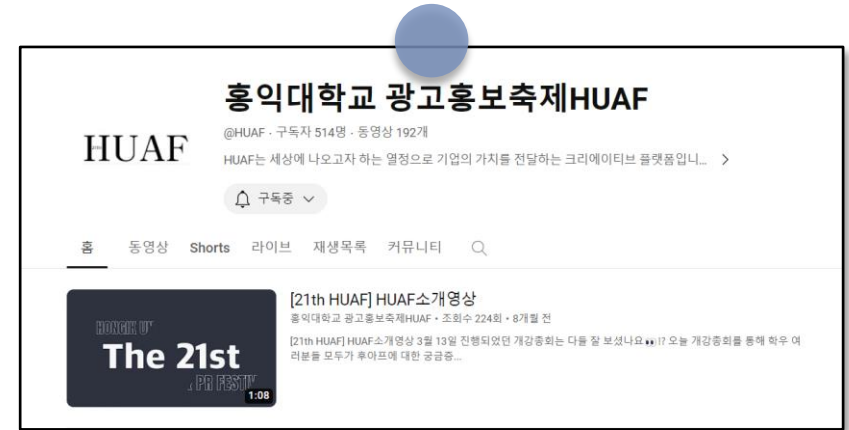 홍익대학교 광고홍보축제HUAF
HUAF
@HUAF · 구독자 514명 · 동영상 192개
HUAF는 세상에 나오고자 하는 열정으로 기업의 가치를 전달하는 크리에이티브 플랫폼입니... >
구독중
홈 동영상 Shorts 라이브 재생목록 커뮤니티
[21th HUAF] HUAF소개영상
홍익대학교 광고홍보축제HUAF • 조회수 224회 • 8개월 전
[21th HUAF] HUAF소개영상 3월 13일 진행되었던 개강총회는 다들 잘 보셨나요👀!? 오늘 개강총회를 통해 학우 여
러분들 모두가 후아프에 대한 궁금증...
HONGIK UN
The 21st
PR FESTIV
1:08